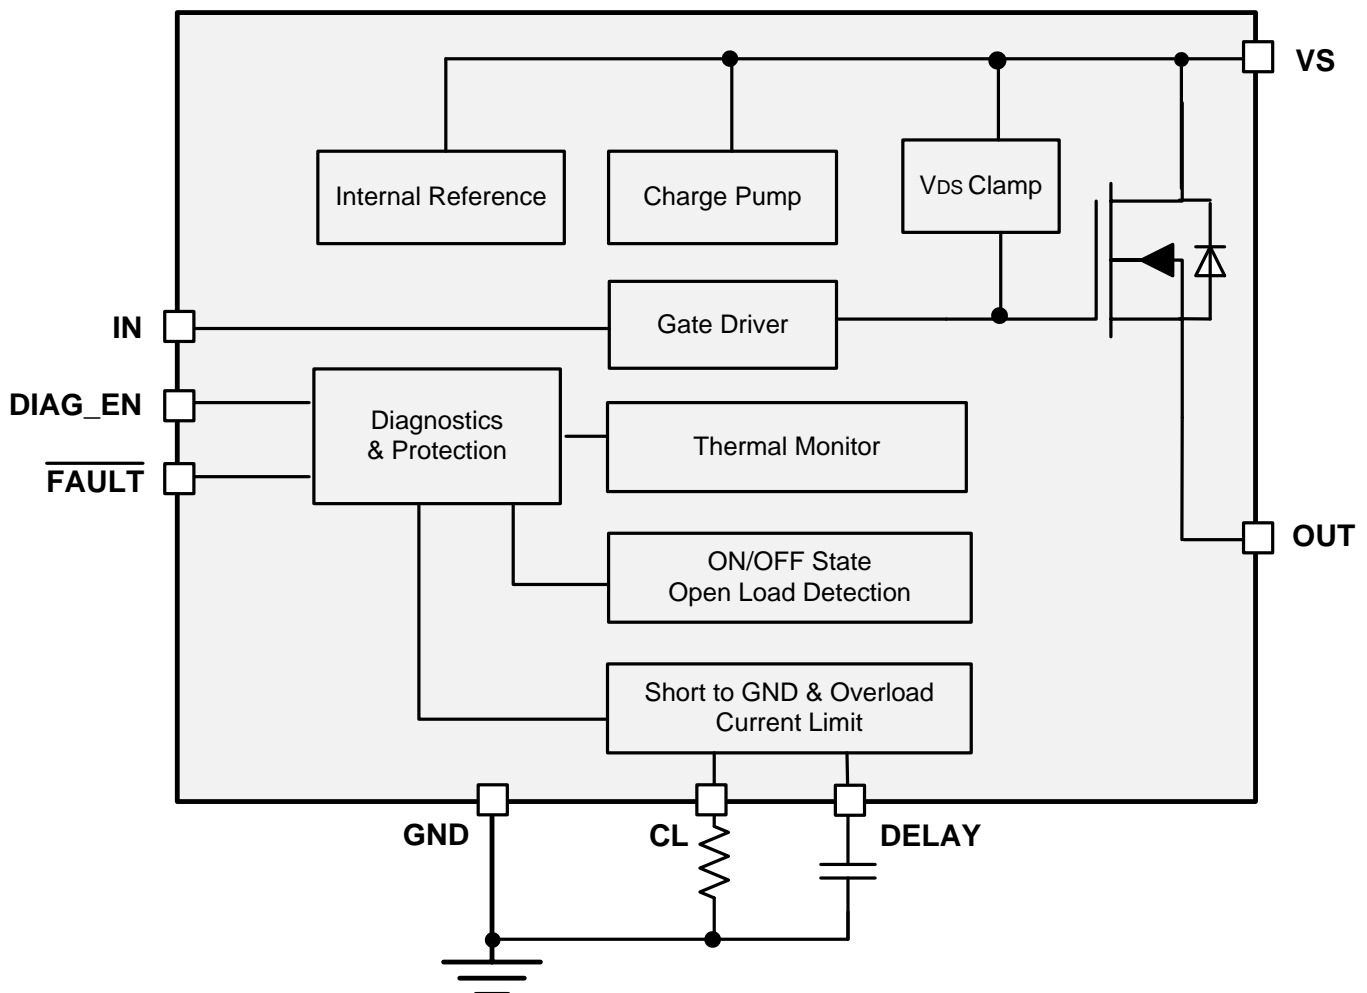 VS
Internal Reference
Charge Pump
VDS Clamp
IN
Gate Driver
DIAG_EN
FAULT
Diagnostics
& Protection
Thermal Monitor
ON/OFF State
Open Load Detection
OUT
Short to GND & Overload
Current Limit
GND
CL
DELAY